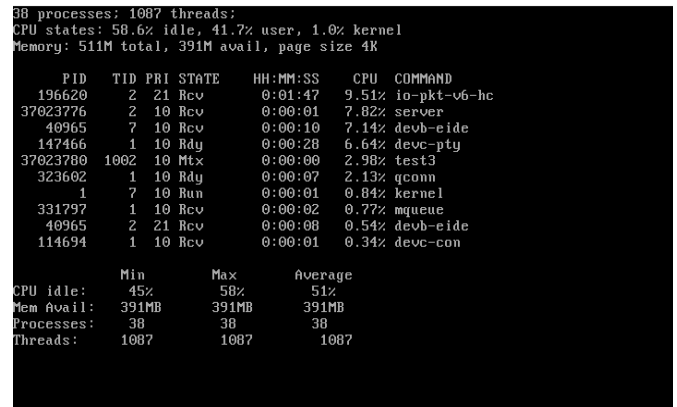 38 processes; 1087 threads;
CPU states: 58.6% idle, 41.7% user, 1.0% kernel
Memory: 511M total, 391M avail, page size 4K
PID TID PRI STATE HH:MM:SS CPU COMMAND
196620 2 21 Rcv 0:01:47 9.51% io-pkt-v6-hc
37023776 2 10 Rcv 0:00:01 7.82% server
40965 7 10 Rcv 0:00:10 7.14% devb-eide
147466 1 10 Rdy 0:00:28 6.64% devc-pty
37023780 1002 10 Mtx 0:00:00 2.98% test3
323602 1 10 Rdy 0:00:07 2.13% qconn
1 7 10 Run 0:00:01 0.84% kernel
331797 1 10 Rcv 0:00:02 0.77% mqueue
40965 2 21 Rcv 0:00:08 0.54% devb-eide
114694 1 10 Rcv 0:00:01 0.34% devc-con
Min Max Average
CPU idle: 45% 58% 51%
Mem Avail: 391MB 391MB 391MB
Processes: 38 38 38
Threads: 1087 1087 1087